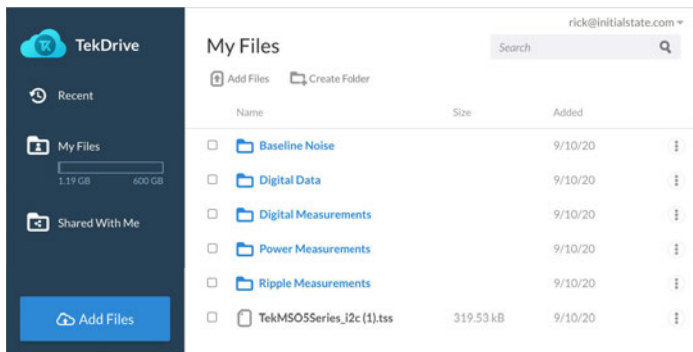 rick@initialstate.com
TekDrive
My Files
Search
Add Files
Create Folder
Recent
Name Size Added
My Files
1.19 GB 600 GB
Baseline Noise 9/10/20
Digital Data 9/10/20
Shared With Me
Digital Measurements 9/10/20
Power Measurements 9/10/20
Ripple Measurements 9/10/20
Add Files
TekMSO5Series_i2c (1).tss 319.53 kB 9/10/20